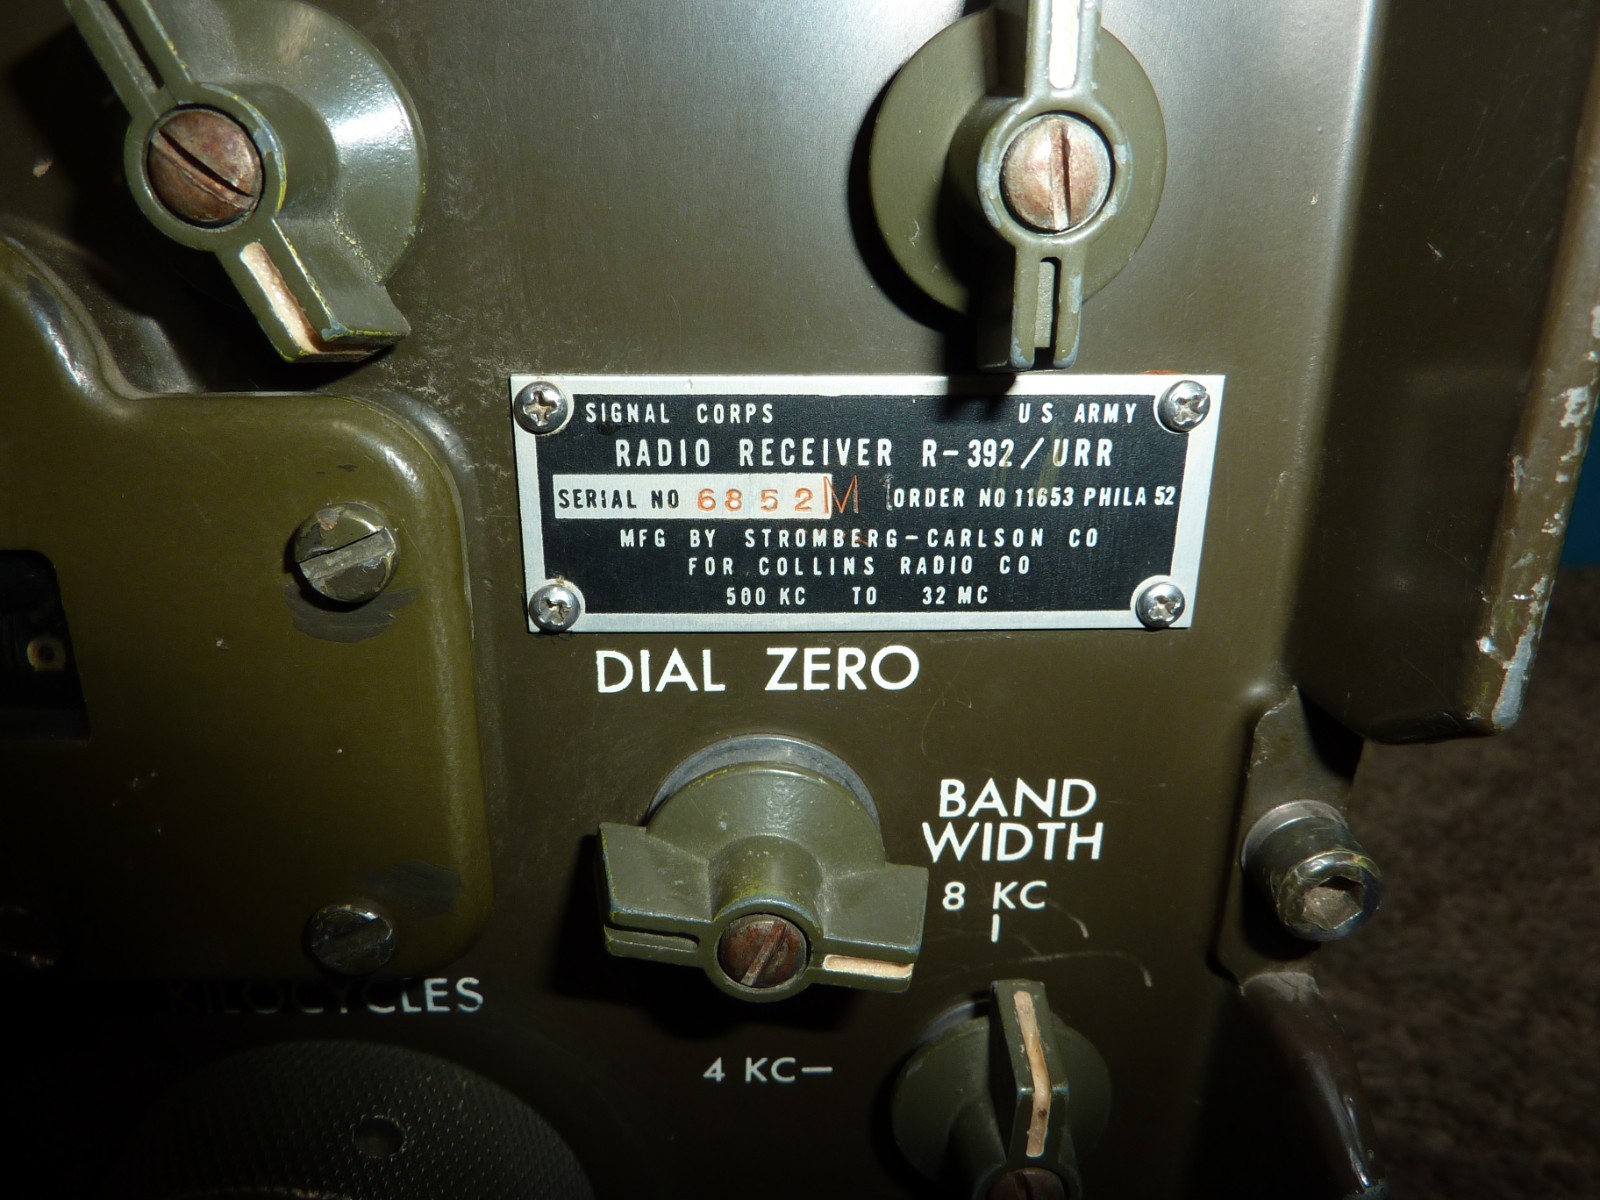 SIGNAL CORPS US ARMY
RADIO RECEIVER R-392/URR
SERIAL NO 6852M ORDER NO 11653 PHILA 52
MFG BY STROMBERG-CARLSON CO
FOR COLLINS RADIO CO
500 KC TO 32 MC
DIAL ZERO
BAND
WIDTH
8 KC
KILOCYCLES
4 KC—